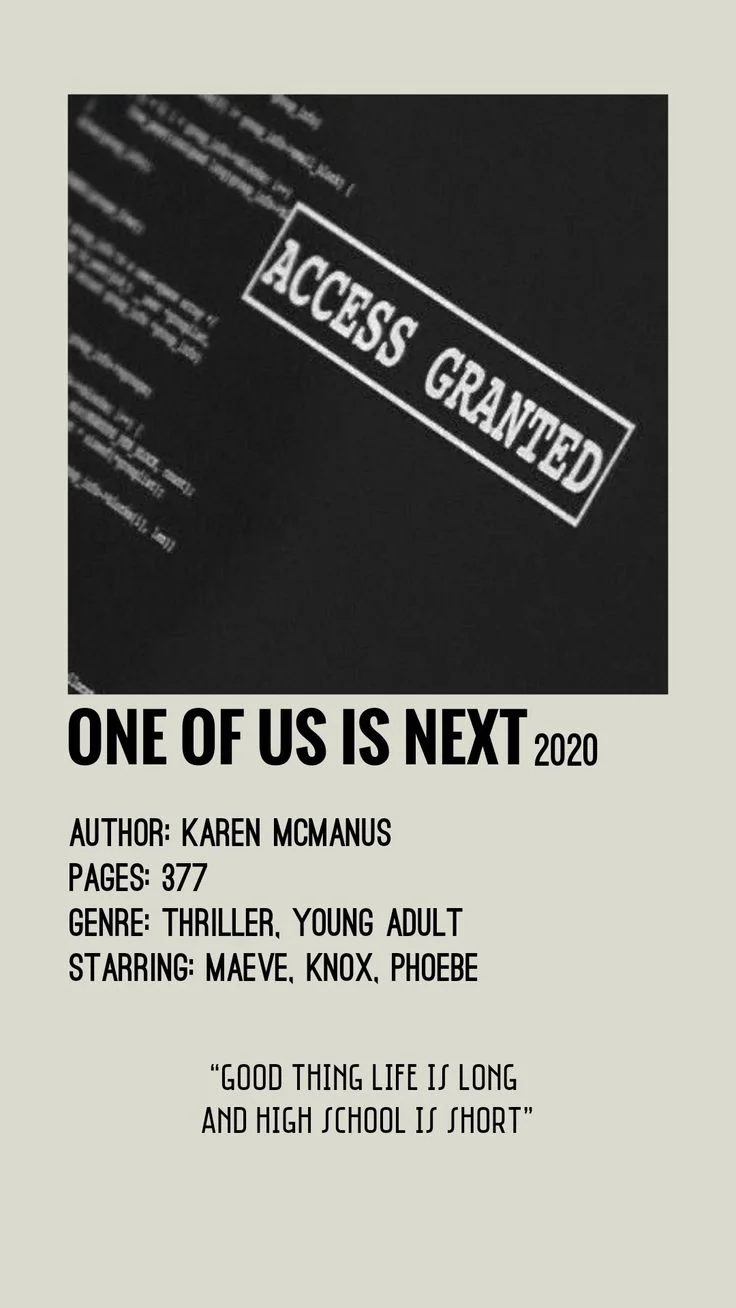 ACCESS GRANTED
ONE OF US IS NEXT 2020
AUTHOR: KAREN MCMANUS
PAGES: 377
GENRE: THRILLER, YOUNG ADULT
STARRING: MAEVE, KNOX, PHOEBE
“GOOD THING LIFE IS LONG
AND HIGH SCHOOL IS SHORT”